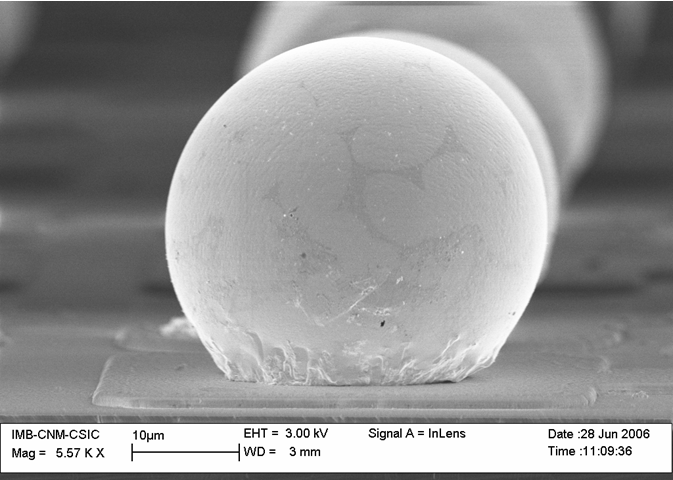 IMB-CNM-CSIC 10µm EHT = 3.00 kV Signal A = InLens Date :28 Jun 2006
Mag = 5.57 K X WD = 3 mm Time :11:09:36